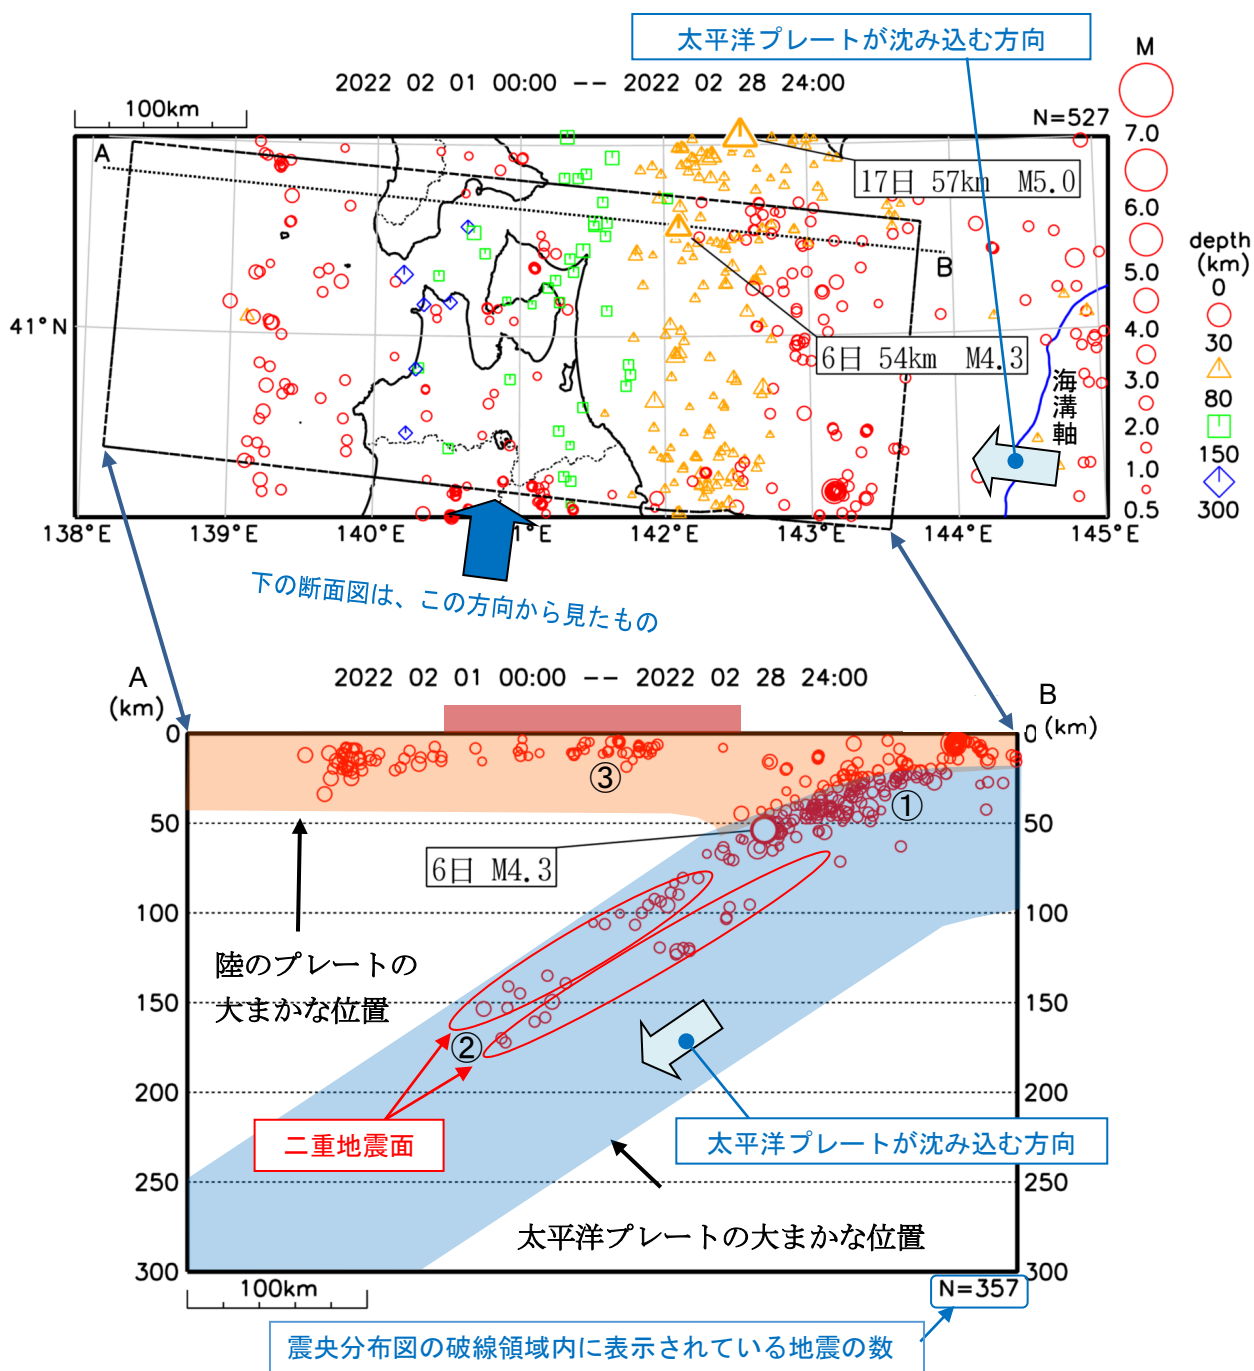 太平洋プレートが沈み込む方向
M
2022 02 01 00:00 -- 2022 02 28 24:00
100km
N=527
7.0
A
17日 57km M5.0
6.0
depth
(km)
B
5.0
0
41°N
4.0
30
6日 54km M4.3
3.0
80
海溝軸
2.0
150
1.0
300
0.5
138°E
139°E
140°E
1°E
142°E
143°E
144°E
145°E
下の断面図は、この方向から見たもの
A
2022 02 01 00:00 -- 2022 02 28 24:00
B
(km)
(km)
0
0
③
①
50
50
6日 M4.3
100
100
陸のプレートの
大まかな位置
150
150
②
200
200
二重地震面
太平洋プレートが沈み込む方向
250
250
太平洋プレートの大まかな位置
300
300
100km
N=357
震央分布図の破線領域内に表示されている地震の数